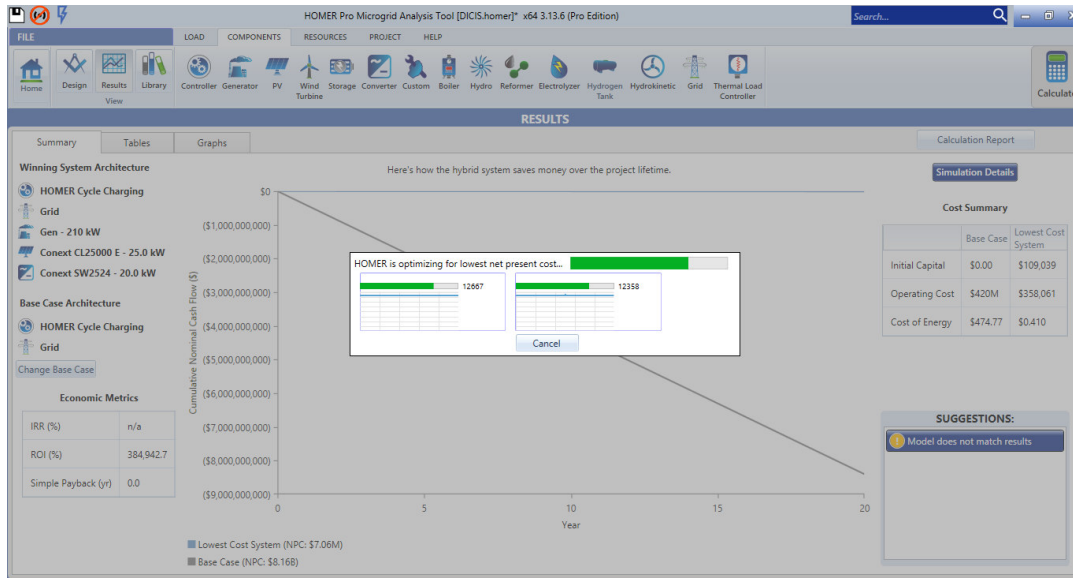 HOMER Pro Microgrid Analysis Tool [DICIS.homer]* x64 3.13.6 (Pro Edition)
Search...
FILE
LOAD COMPONENTS RESOURCES PROJECT HELP
Home
Design
Results
Library
View
Controller
Generator
PV
Wind
Turbine
Storage
Converter
Custom
Boiler
Hydro
Reformer
Electrolyzer
Hydrogen
Tank
Hydrokinetic
Grid
Thermal Load
Controller
Calculate
RESULTS
Summary
Tables
Graphs
Calculation Report
Winning System Architecture
HOMER Cycle Charging
Grid
Gen - 210 kW
Conext CL25000 E - 25.0 kW
Conext SW2524 - 20.0 kW
Base Case Architecture
HOMER Cycle Charging
Grid
Change Base Case
Economic Metrics
IRR (%) n/a
ROI (%) 384,942.7
Simple Payback (yr) 0.0
Here's how the hybrid system saves money over the project lifetime.
Cumulative Nominal Cash Flow ($)
$0
($1,000,000,000)
($2,000,000,000)
($3,000,000,000)
($4,000,000,000)
($5,000,000,000)
($6,000,000,000)
($7,000,000,000)
($8,000,000,000)
($9,000,000,000)
0 5 10 15 20
Year
Lowest Cost System (NPC: $7.06M)
Base Case (NPC: $8.16B)
HOMER is optimizing for lowest net present cost...
12667
12358
Cancel
Simulation Details
Cost Summary
Base Case
Lowest Cost
System
Initial Capital $0.00 $109,039
Operating Cost $420M $358,061
Cost of Energy $474.77 $0.410
SUGGESTIONS:
Model does not match results